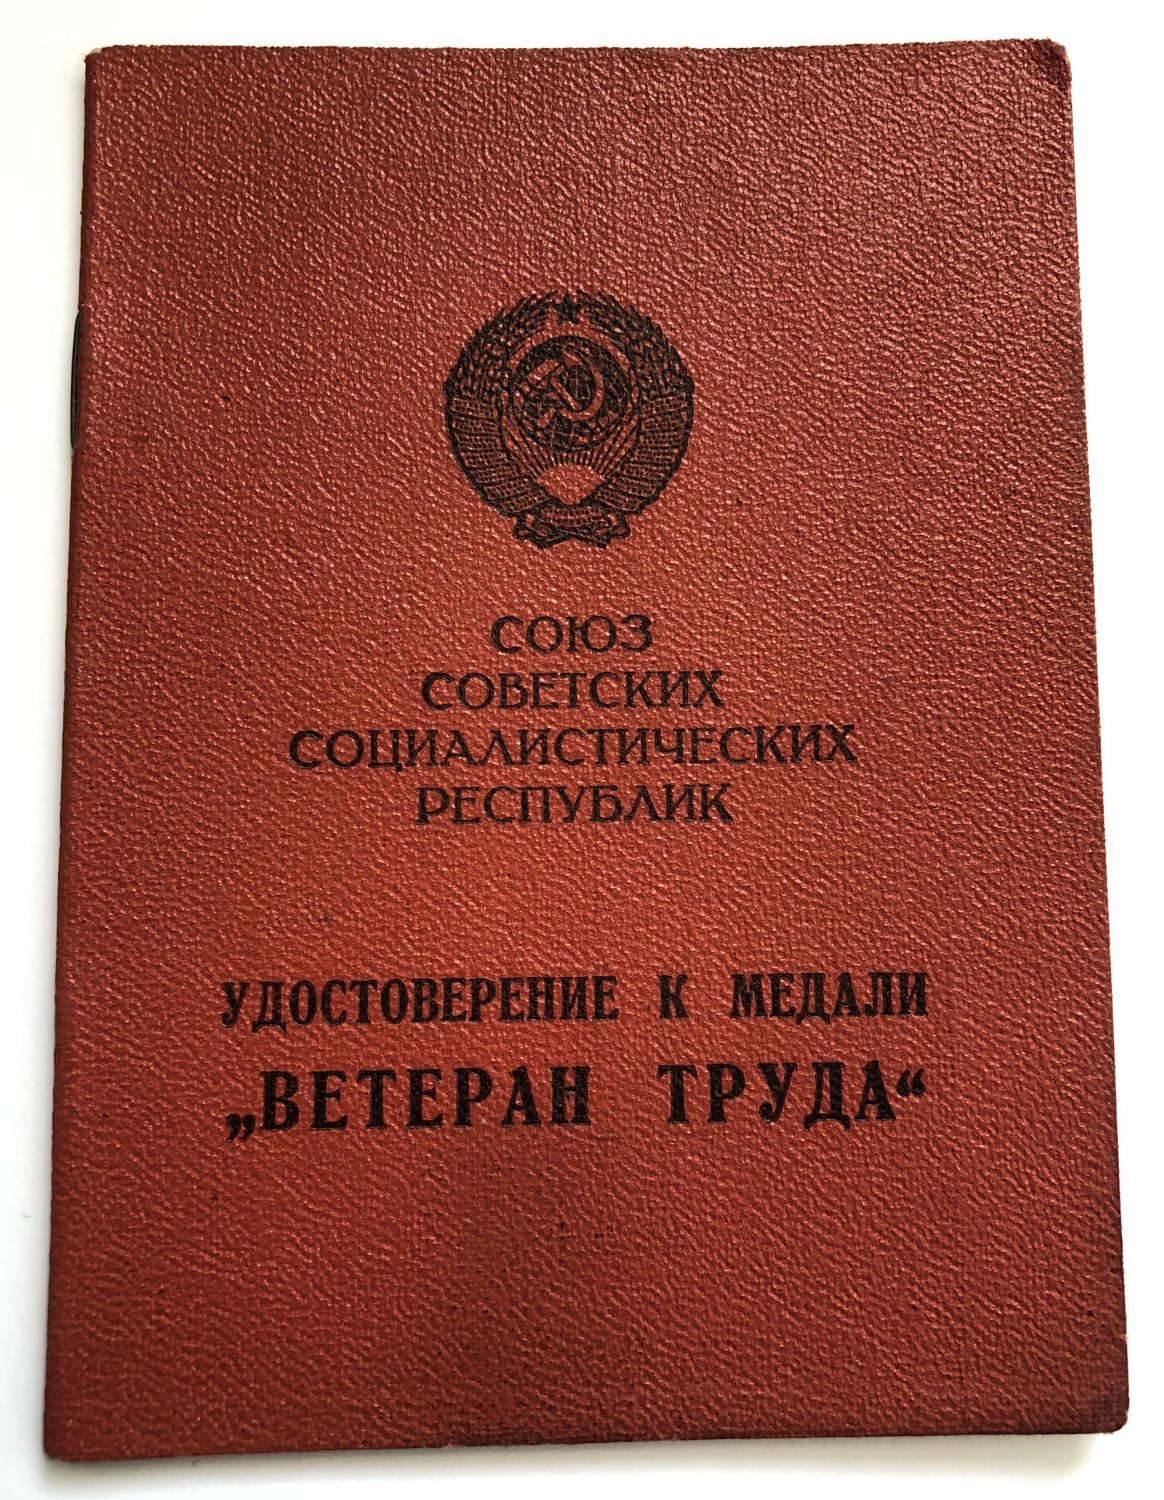 СОЮЗ
СОВЕТСКИХ
СОЦИАЛИСТИЧЕСКИХ
РЕСПУБЛИК
УДОСТОВЕРЕНИЕ К МЕДАЛИ
„ВЕТЕРАН ТРУДА“